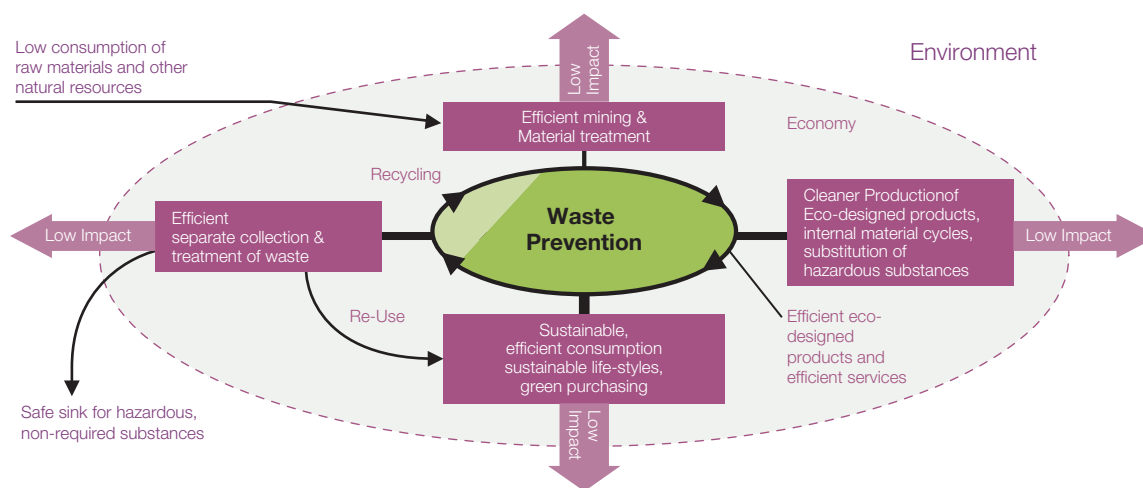 Low consumption of
raw materials and other
natural resources
Low
Impact
Environment
Efficient mining &
Material treatment
Economy
Recycling
Efficient
separate collection &
treatment of waste
Low Impact
Waste
Prevention
Cleaner Productionof
Eco-designed products,
internal material cycles,
substitution of
hazardous substances
Low Impact
Re-Use
Sustainable,
efficient consumption
sustainable life-styles,
green purchasing
Efficient eco-
designed
products and
efficient services
Safe sink for hazardous,
non-required substances
Low
Impact